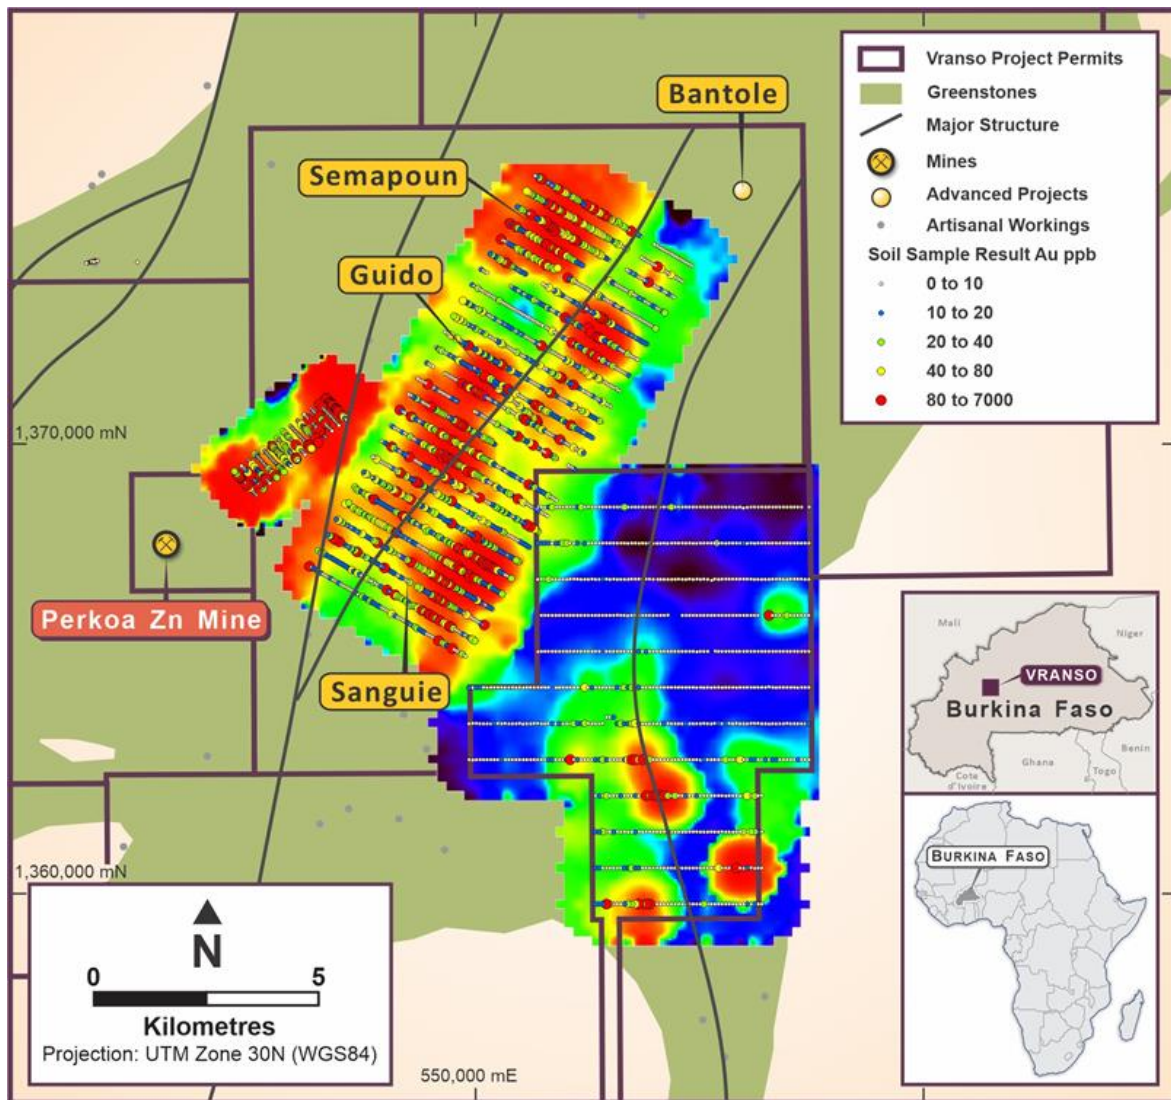 Bantole
Semapoun
Guido
1,370,000 mN
Perkoa Zn Mine
Sanguie
1,360,000 mN
550,000 mE
Vranso Project Permits
Greenstones
Major Structure
Mines
Advanced Projects
Artisanal Workings
Soil Sample Result Au ppb
0 to 10
10 to 20
20 to 40
40 to 80
80 to 7000
N
0 5
Kilometres
Projection: UTM Zone 30N (WGS84)
Mali
Niger
VRANSO
Burkina Faso
Benin
Ghana
Togo
Cote
d'Ivoire
BURKINA FASO